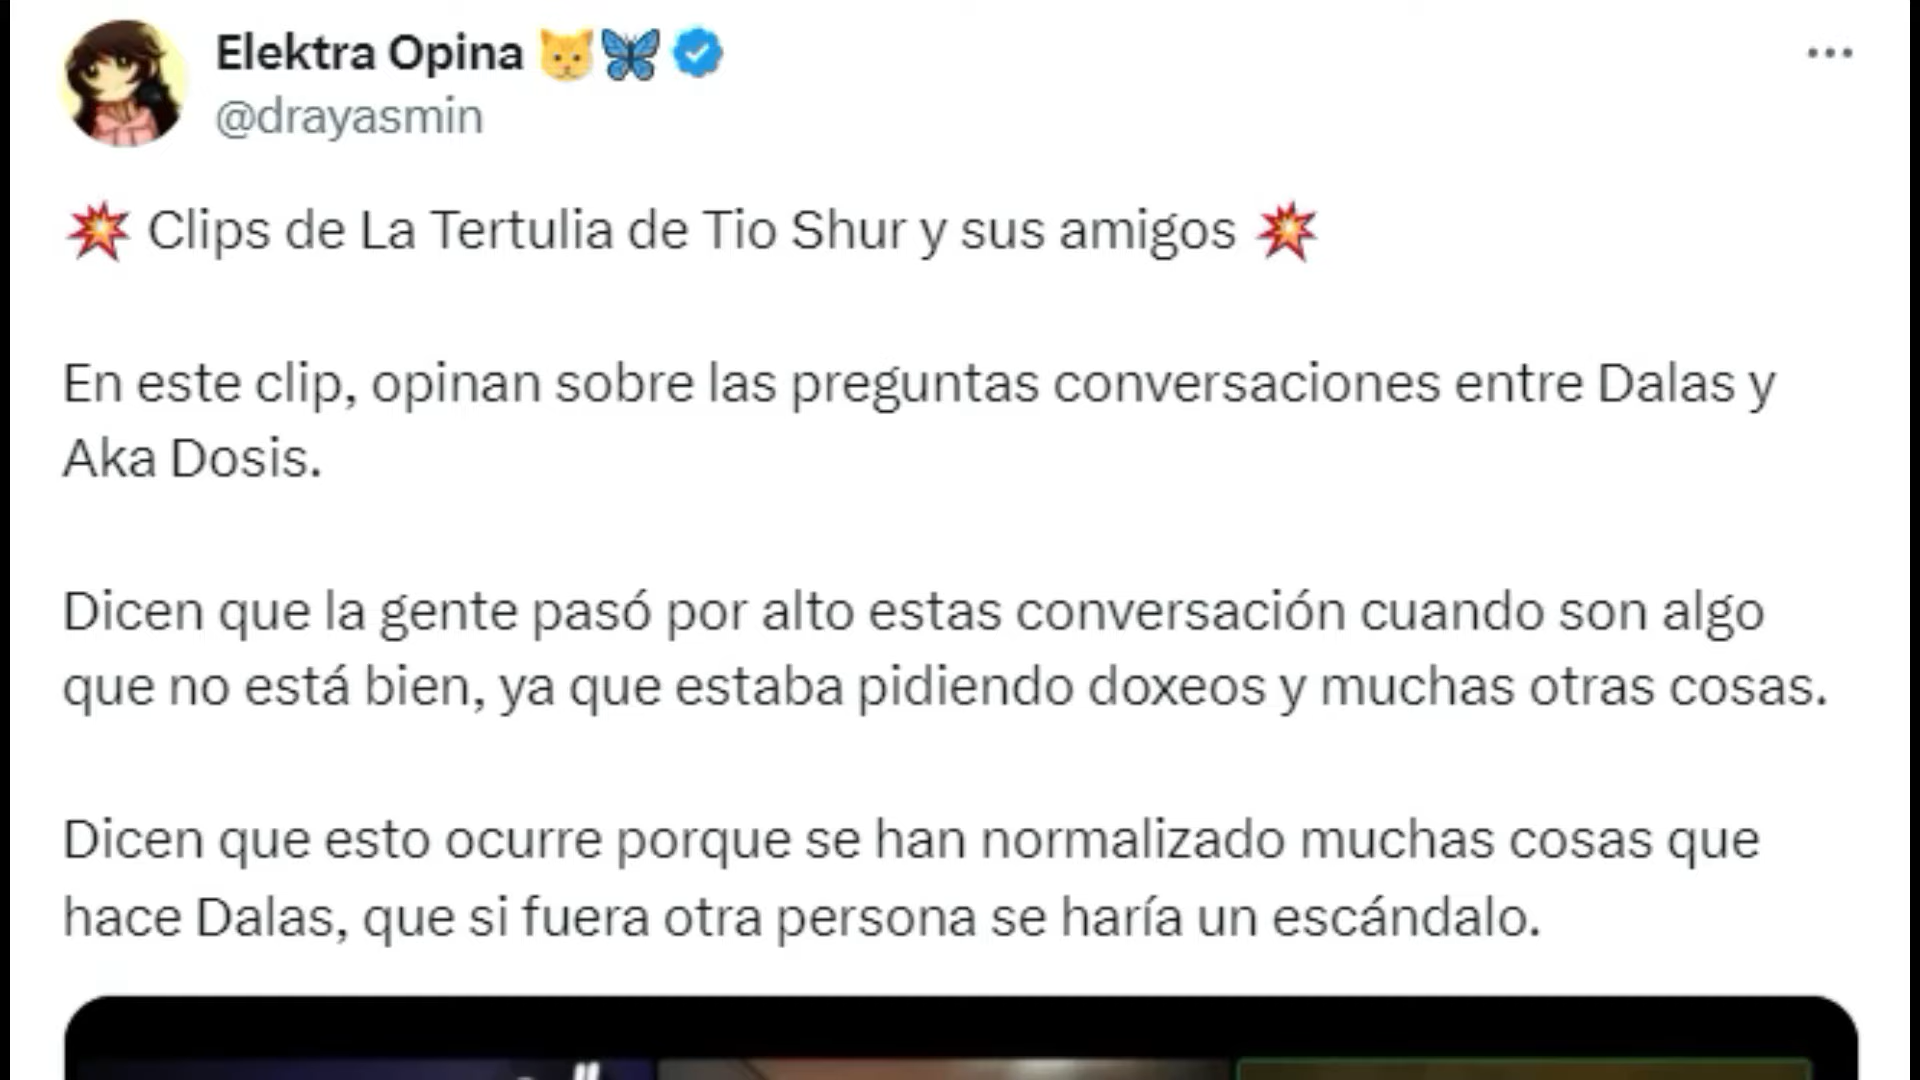 Elektra Opina 🐱🦋
@drayasmin
💥 Clips de La Tertulia de Tio Shur y sus amigos 💥
En este clip, opinan sobre las preguntas conversaciones entre Dalas y
Aka Dosis.
Dicen que la gente pasó por alto estas conversación cuando son algo
que no está bien, ya que estaba pidiendo doxeos y muchas otras cosas.
Dicen que esto ocurre porque se han normalizado muchas cosas que
hace Dalas, que si fuera otra persona se haría un escándalo.